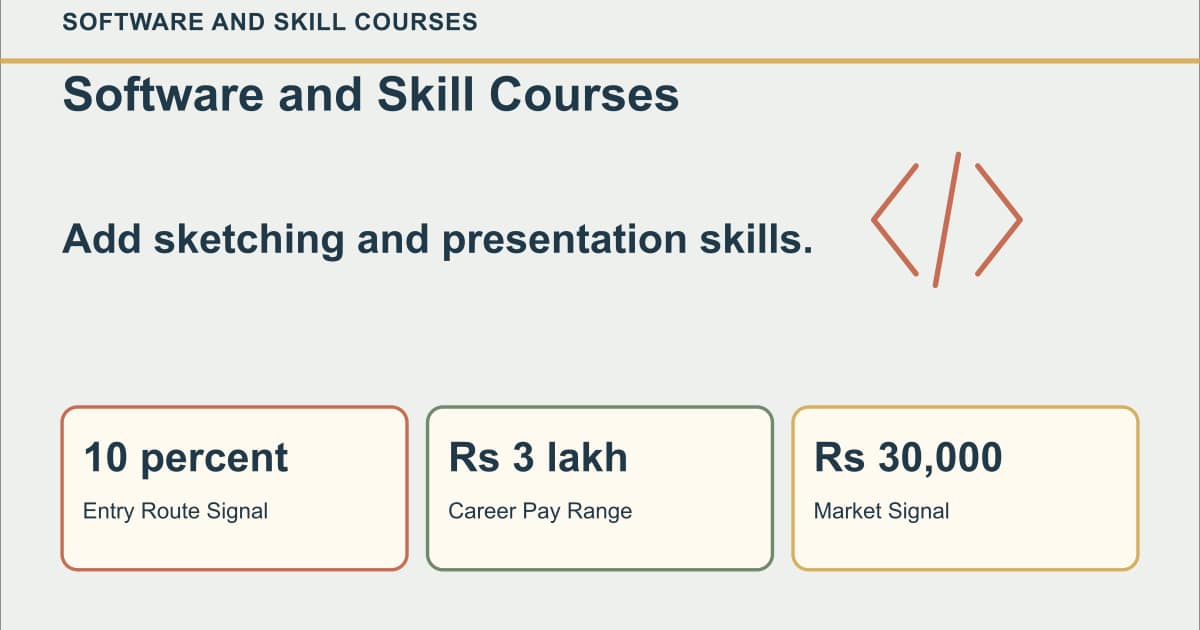 SOFTWARE AND SKILL COURSES
Software and Skill Courses
Add sketching and presentation skills.
10 percent
Entry Route Signal
Rs 3 lakh
Career Pay Range
Rs 30,000
Market Signal